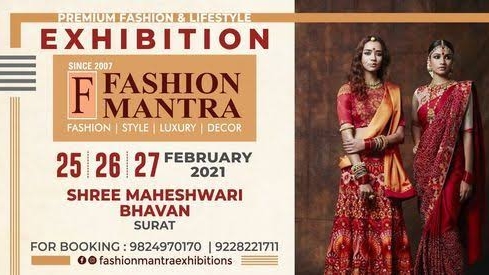 PREMIUM FASHION & LIFESTYLE
EXHIBITION
SINCE 2007
F FASHION
MANTRA
FASHION | STYLE | LUXURY | DECOR
25 26 27 FEBRUARY
2021
SHREE MAHESHWARI
BHAVAN
SURAT
FOR BOOKING : 9824970170 | 9228221711
fashionmantraexhibitions